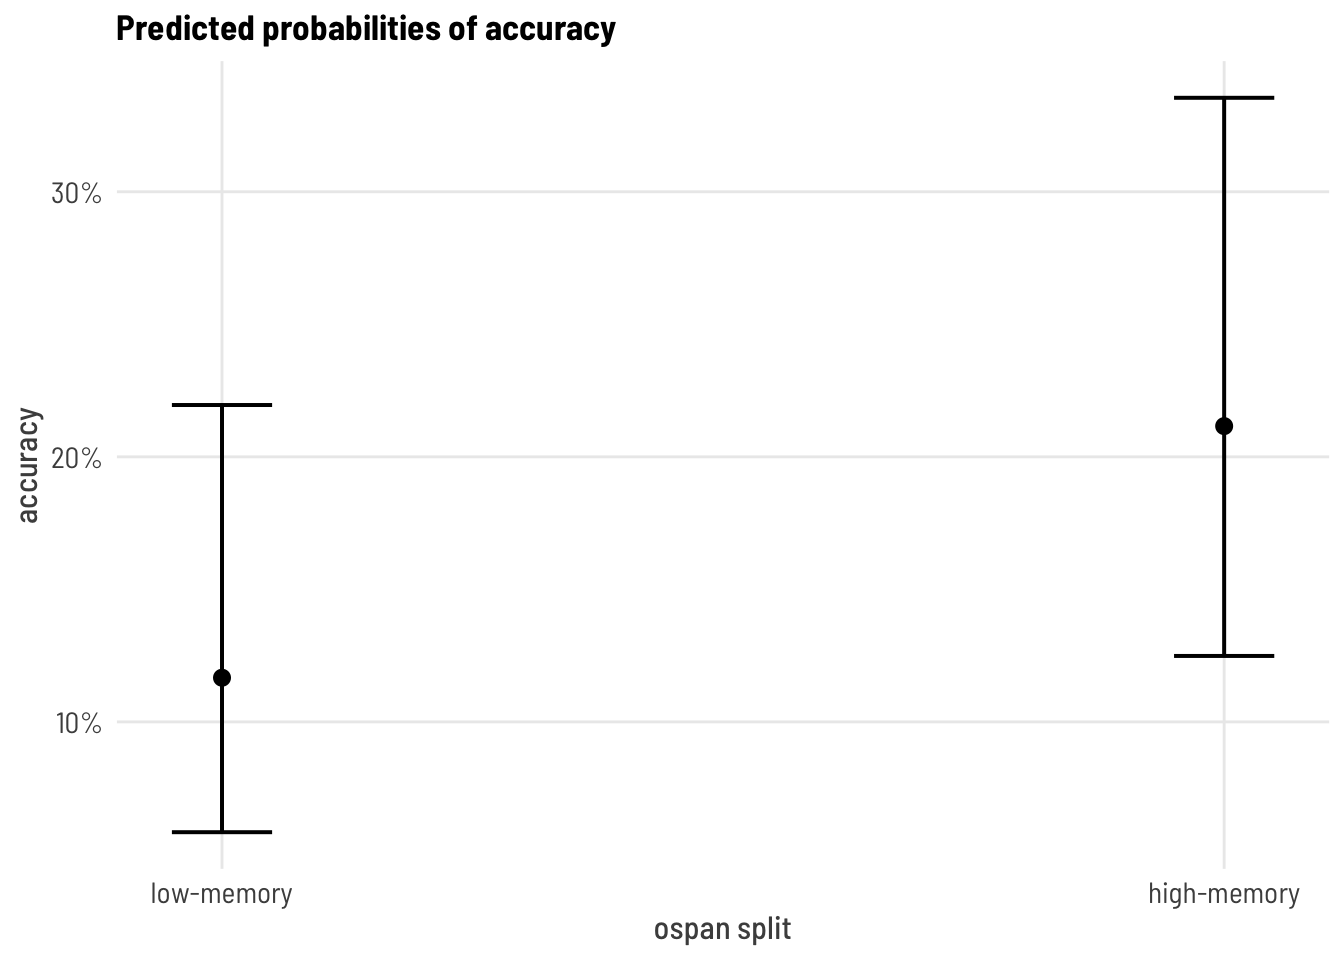 Predicted probabilities of accuracy
30%
20%
10%
accuracy
low-memory
high-memory
ospan split